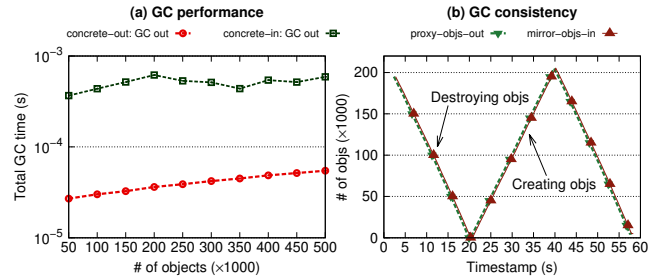 (a) GC performance
concrete-out: GC out
concrete-in: GC out
10⁻³
10⁻⁴
10⁻⁵
Total GC time (s)
50 100 150 200 250 300 350 400 450 500
# of objects (×1000)
(b) GC consistency
proxy-objs-out
mirror-objs-in
200
150
100
50
0
# of objs (×1000)
Destroying objs
Creating objs
0 5 10 15 20 25 30 35 40 45 50 55 60
Timestamp (s)